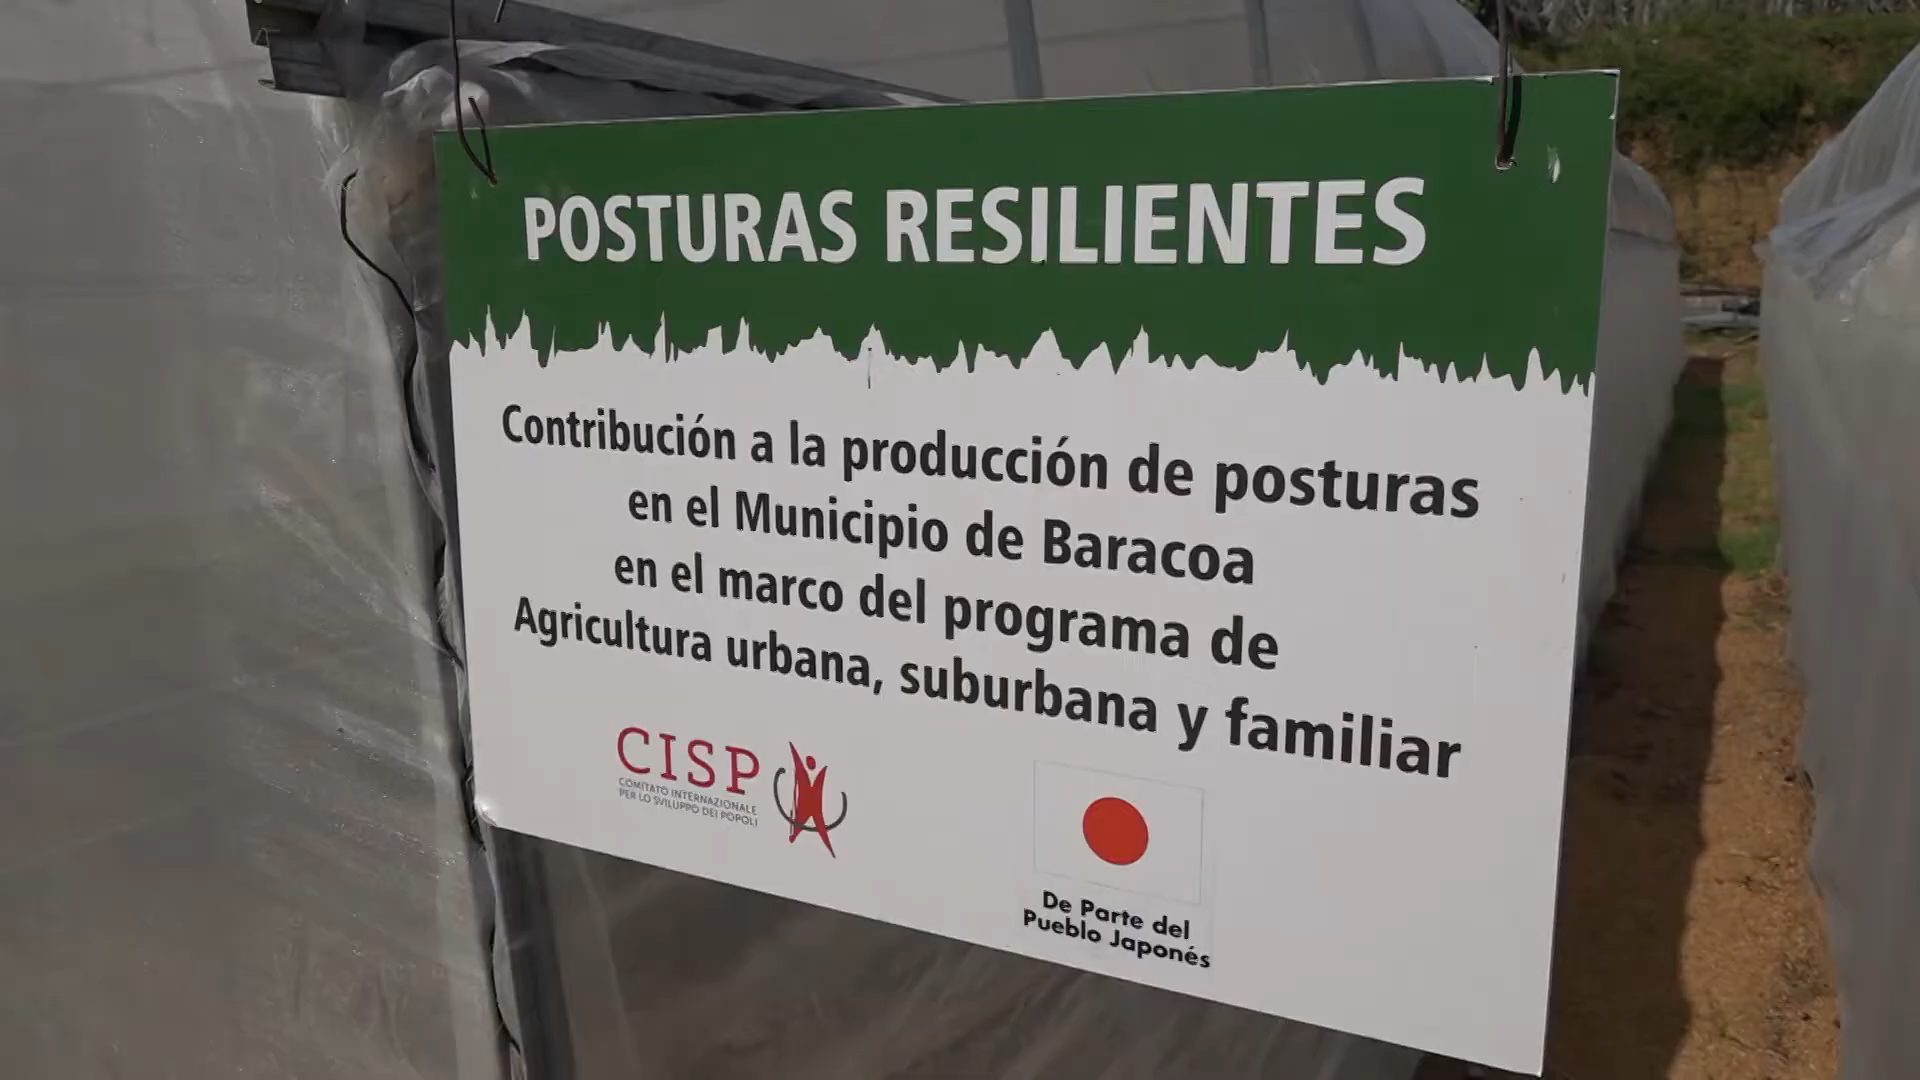 POSTURAS RESILIENTES
Contribución a la producción de posturas
en el Municipio de Baracoa
en el marco del programa de
Agricultura urbana, suburbana y familiar
CISP
COMITATO INTERNAZIONALE
PER LO SVILUPPO DEI POPOLI
De Parte del
Pueblo Japonés